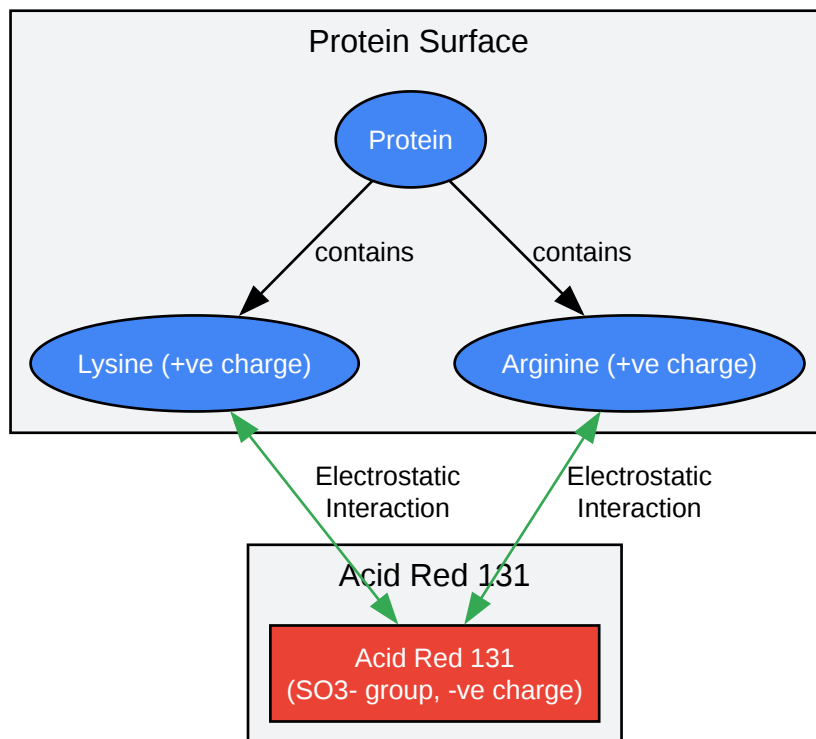 Protein Surface
Protein
contains
contains
Lysine (+ve charge)
Arginine (+ve charge)
Electrostatic
Interaction
Electrostatic
Interaction
Acid Red 131
Acid Red 131
(SO3- group, -ve charge)